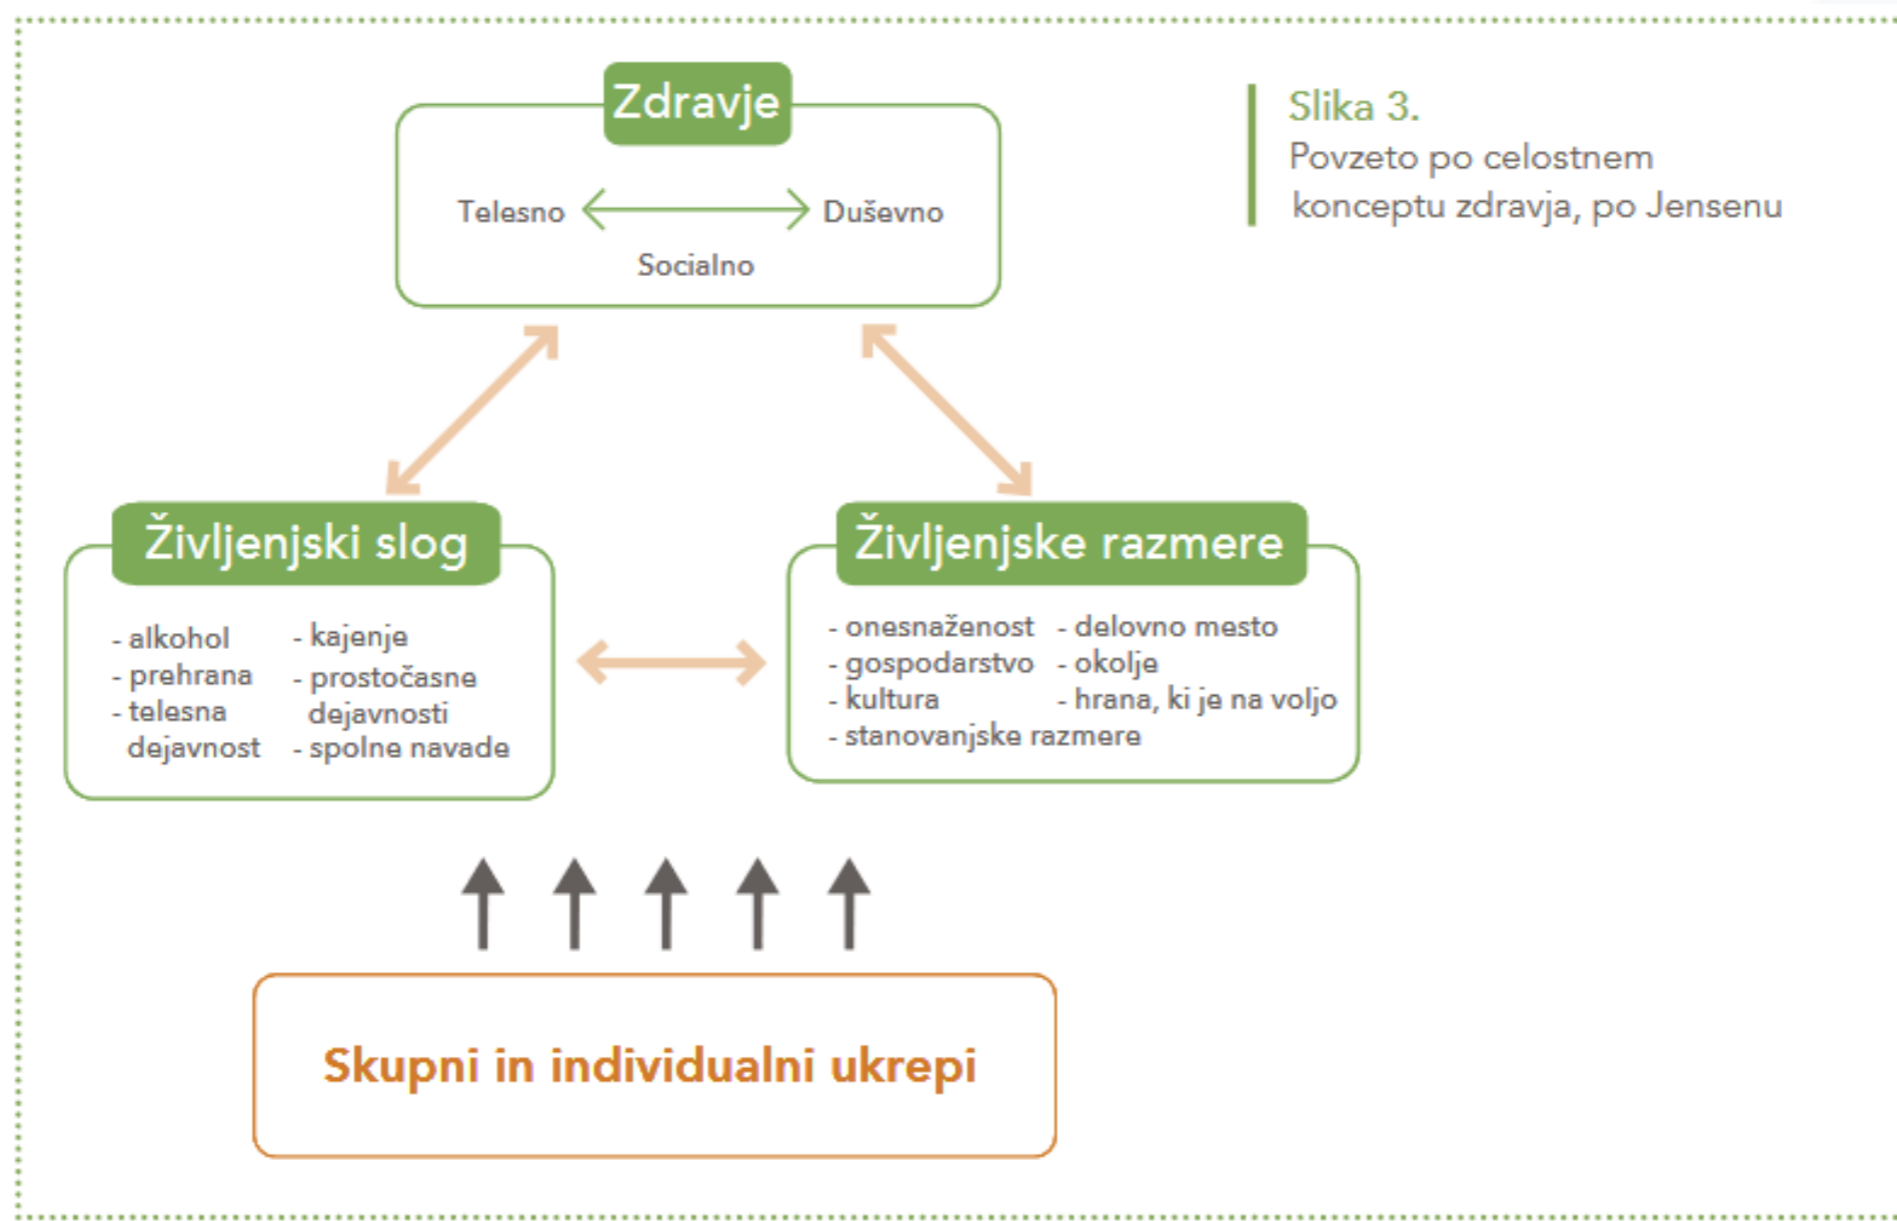 Zdravje
Telesno
Duševno
Socialno
Slika 3.
Povzeto po celostnem
konceptu zdravja, po Jensenu
Življenjski slog
- alkohol
- prehrana
- telesna
dejavnost
- kajenje
- prostočasne
dejavnosti
- spolne navade
Življenjske razmere
- onesnaženost
- gospodarstvo
- kultura
- stanovanjske razmere
- delovno mesto
- okolje
- hrana, ki je na voljo
Skupni in individualni ukrepi